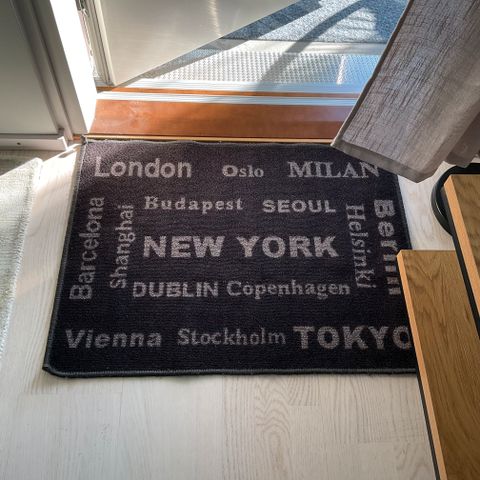 London Oslo MILAN
Budapest SEOUL
Barcelona
Shanghai
NEW YORK
Helsinki
Berlin
DUBLIN Copenhagen
Vienna Stockholm TOKYO